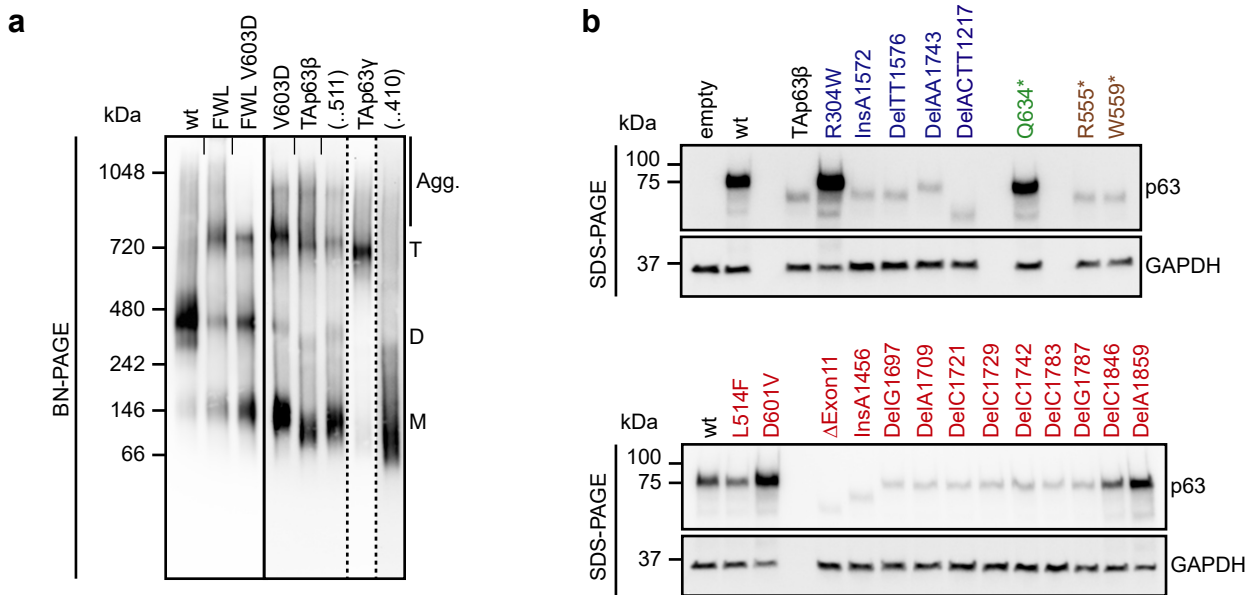 a
kDa
wt
FWL
FWL V603D
V603D
TAp63β
(..511)
TAp63γ
(..410)
1048
720
480
242
146
66
Agg.
T
D
M
BN-PAGE
b
kDa
empty
wt
TAp63β
R304W
InsA1572
DelTT1576
DelAA1743
DelACTT1217
Q634*
R555*
W559*
100
75
37
p63
GAPDH
SDS-PAGE
kDa
wt
L514F
D601V
ΔExon11
InsA1456
DelG1697
DelA1709
DelC1721
DelC1729
DelC1742
DelC1783
DelG1787
DelC1846
DelA1859
100
75
37
p63
GAPDH
SDS-PAGE